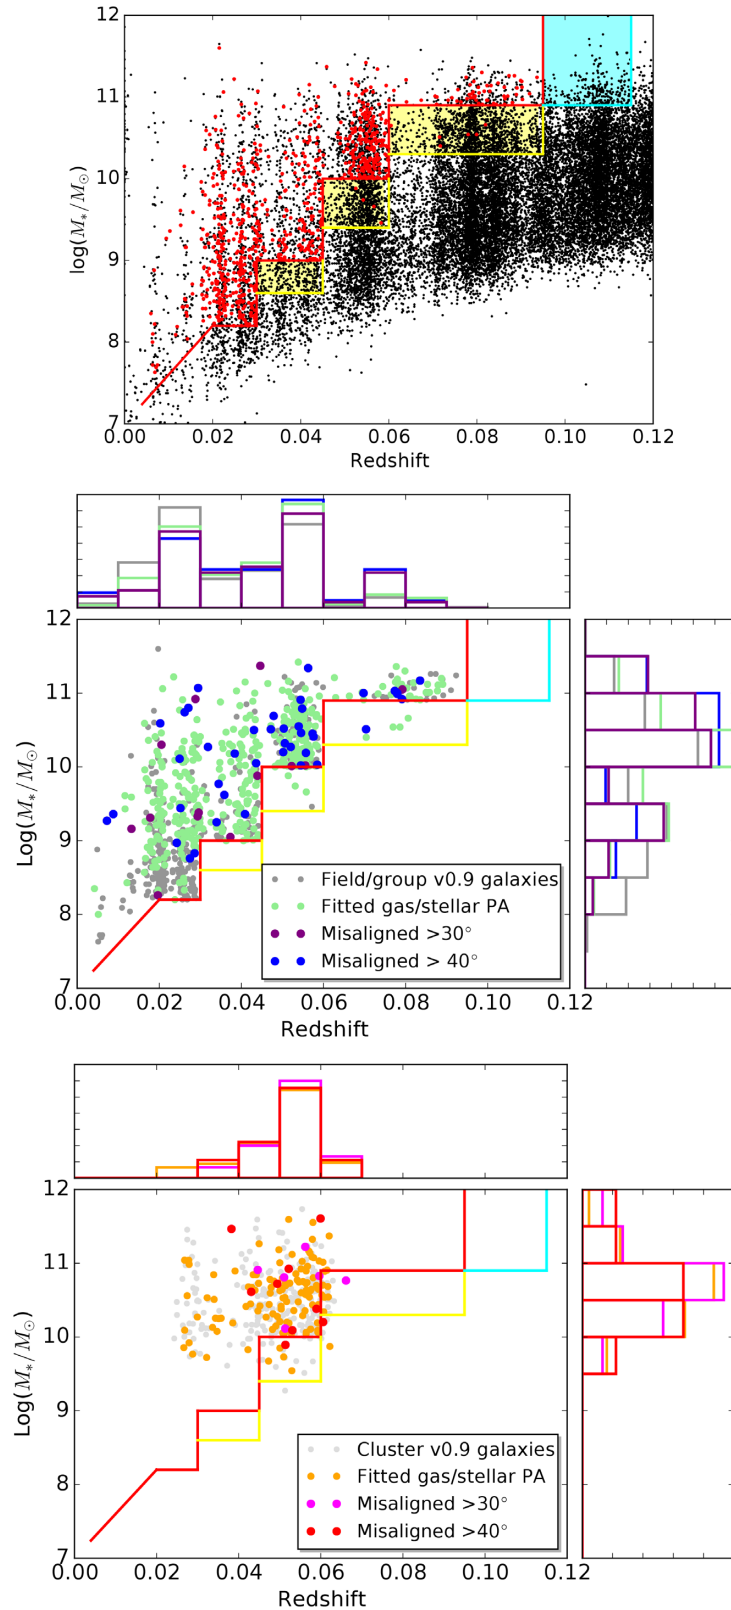 12
11
10
9
8
7
log(M*/M⊙)
0.00 0.02 0.04 0.06 0.08 0.10 0.12
Redshift
12
11
10
9
8
7
Log(M*/M⊙)
Field/group v0.9 galaxies
Fitted gas/stellar PA
Misaligned >30°
Misaligned > 40°
0.00 0.02 0.04 0.06 0.08 0.10 0.12
Redshift
12
11
10
9
8
7
Log(M*/M⊙)
Cluster v0.9 galaxies
Fitted gas/stellar PA
Misaligned >30°
Misaligned >40°
0.00 0.02 0.04 0.06 0.08 0.10 0.12
Redshift